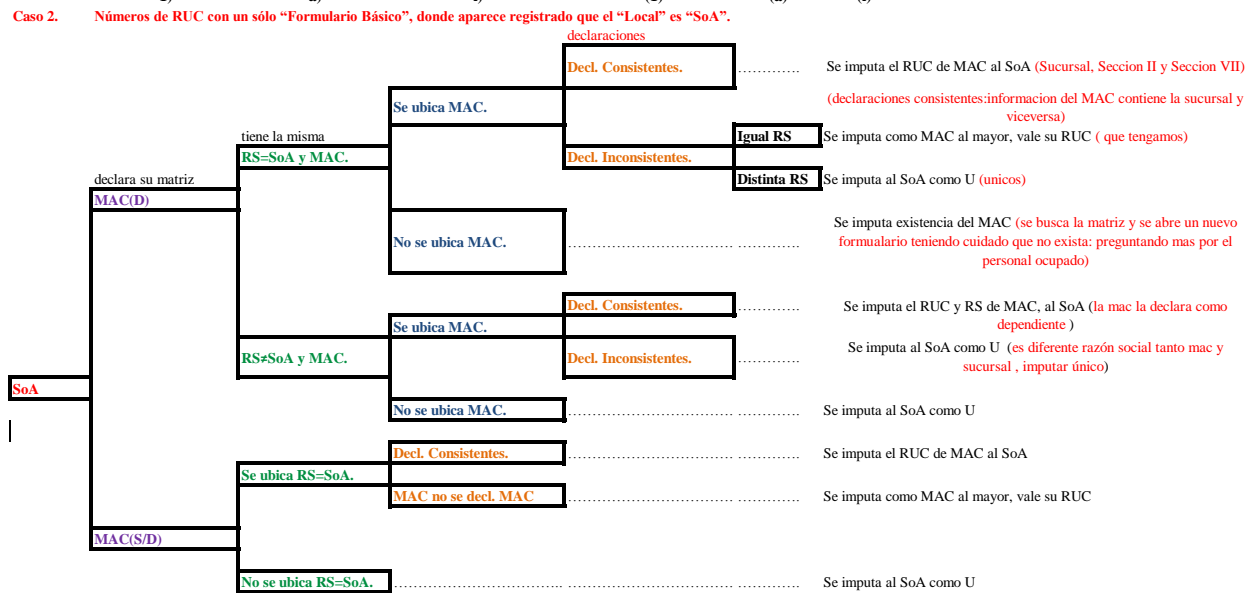 Caso 2. Números de RUC con un sólo “Formulario Básico”, donde aparece registrado que el “Local” es “SoA”.
declaraciones
Decl. Consistentes. …………. Se imputa el RUC de MAC al SoA (Sucursal, Seccion II y Seccion VII)
(declaraciones consistentes:informacion del MAC contiene la sucursal y
viceversa)
Se ubica MAC.
tiene la misma
Igual RS Se imputa como MAC al mayor, vale su RUC ( que tengamos)
RS=SoA y MAC.
Decl. Inconsistentes.
declara su matriz
Distinta RS Se imputa al SoA como U (unicos)
MAC(D)
Se imputa existencia del MAC (se busca la matriz y se abre un nuevo
No se ubica MAC. …………………………………… …………. formualario teniendo cuidado que no exista: preguntando mas por el
personal ocupado)
Decl. Consistentes. …………. Se imputa el RUC y RS de MAC, al SoA (la mac la declara como
dependiente )
Se ubica MAC.
Se imputa al SoA como U (es diferente razón social tanto mac y
RS≠SoA y MAC.
Decl. Inconsistentes. ………….
sucursal , imputar único)
SoA
No se ubica MAC. …………………………………… …………. Se imputa al SoA como U
Decl. Consistentes. …………………………………… …………. Se imputa el RUC de MAC al SoA
Se ubica RS=SoA.
MAC no se decl. MAC …………………………………… …………. Se imputa como MAC al mayor, vale su RUC
MAC(S/D)
No se ubica RS=SoA. …………………………….. …………………………………… …………. Se imputa al SoA como U